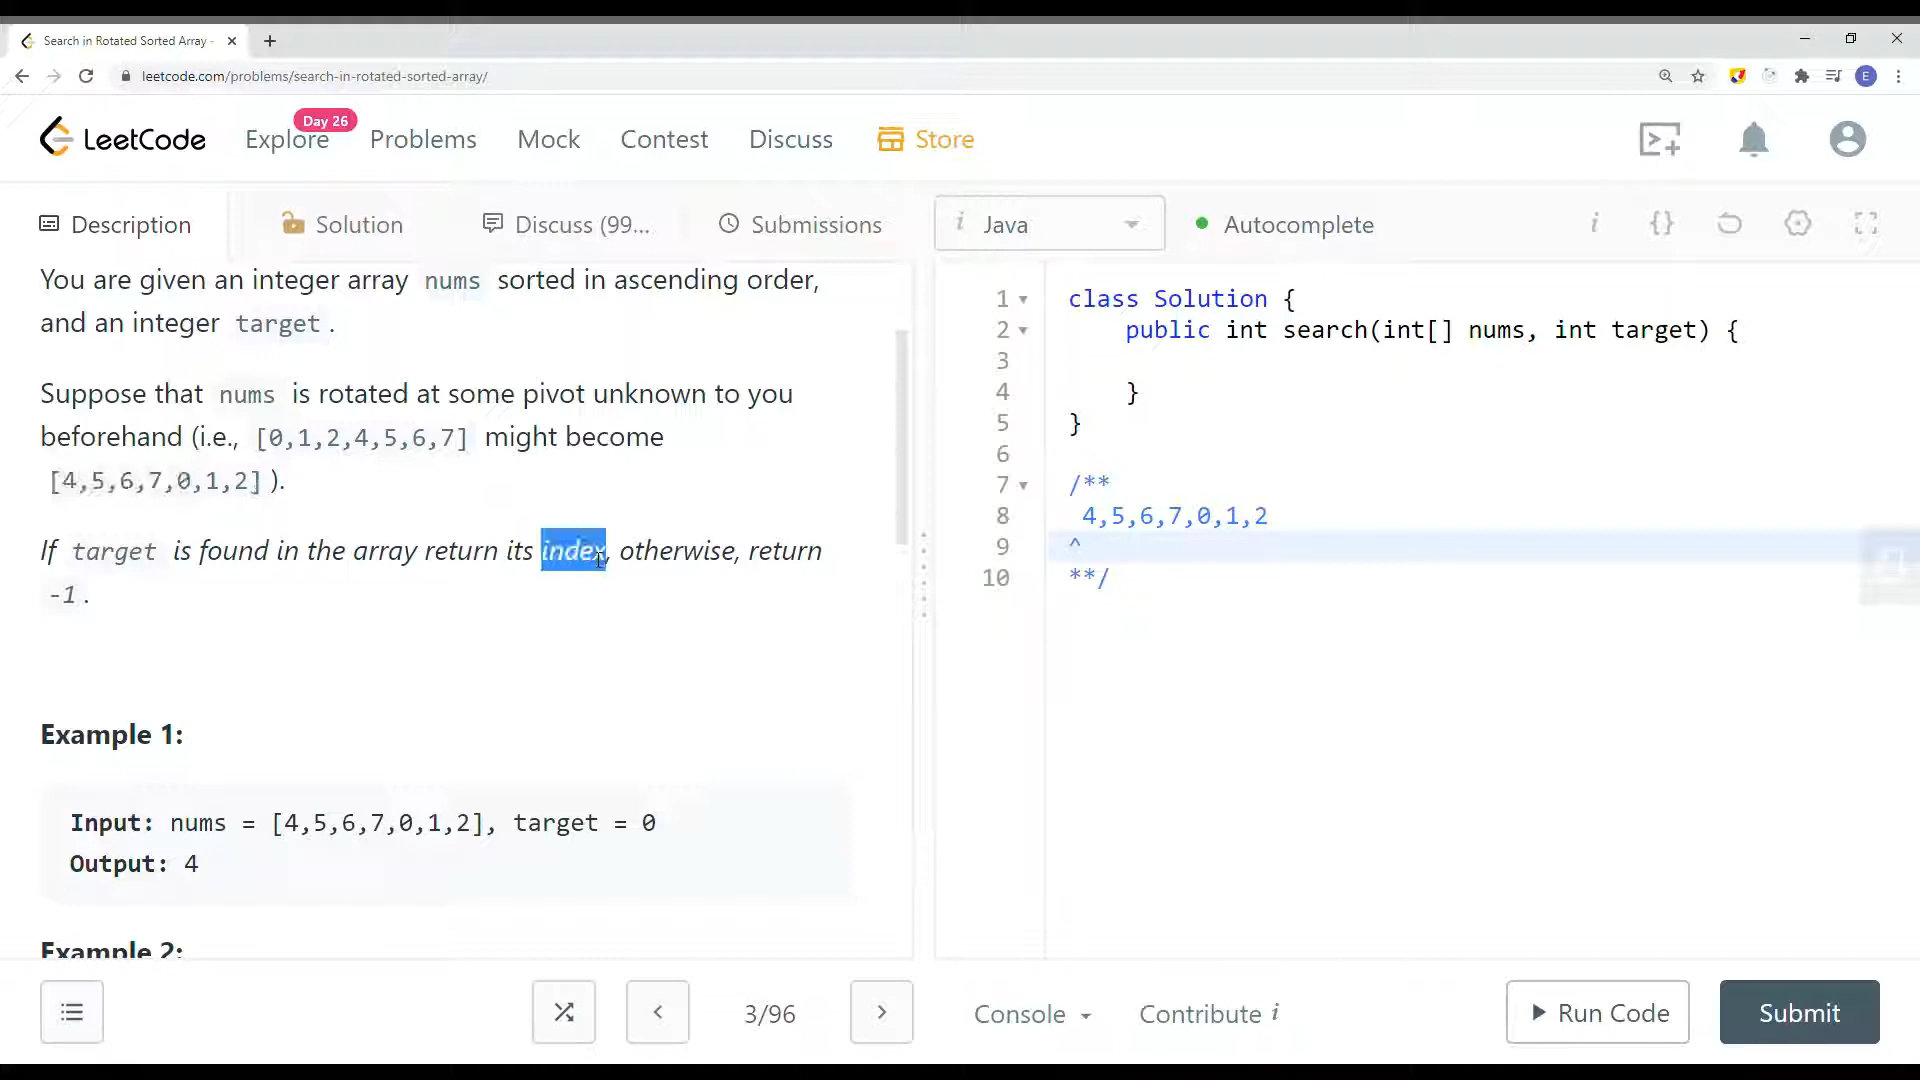 Search in Rotated Sorted Array -
leetcode.com/problems/search-in-rotated-sorted-array/
E
LeetCode
Explore
Day 26
Problems
Mock
Contest
Discuss
Store
Description
Solution
Discuss (99...
Submissions
i Java
Autocomplete
You are given an integer array nums sorted in ascending order,
and an integer target.
Suppose that nums is rotated at some pivot unknown to you
beforehand (i.e., [0,1,2,4,5,6,7] might become
[4,5,6,7,0,1,2]).
If target is found in the array return its index, otherwise, return
-1.
Example 1:
Input: nums = [4,5,6,7,0,1,2], target = 0
Output: 4
Example 2:
1 class Solution {
2 public int search(int[] nums, int target) {
3
4 }
5 }
6
7 /**
8 4,5,6,7,0,1,2
9 ^
10 **/
3/96
Console
Contribute i
Run Code
Submit